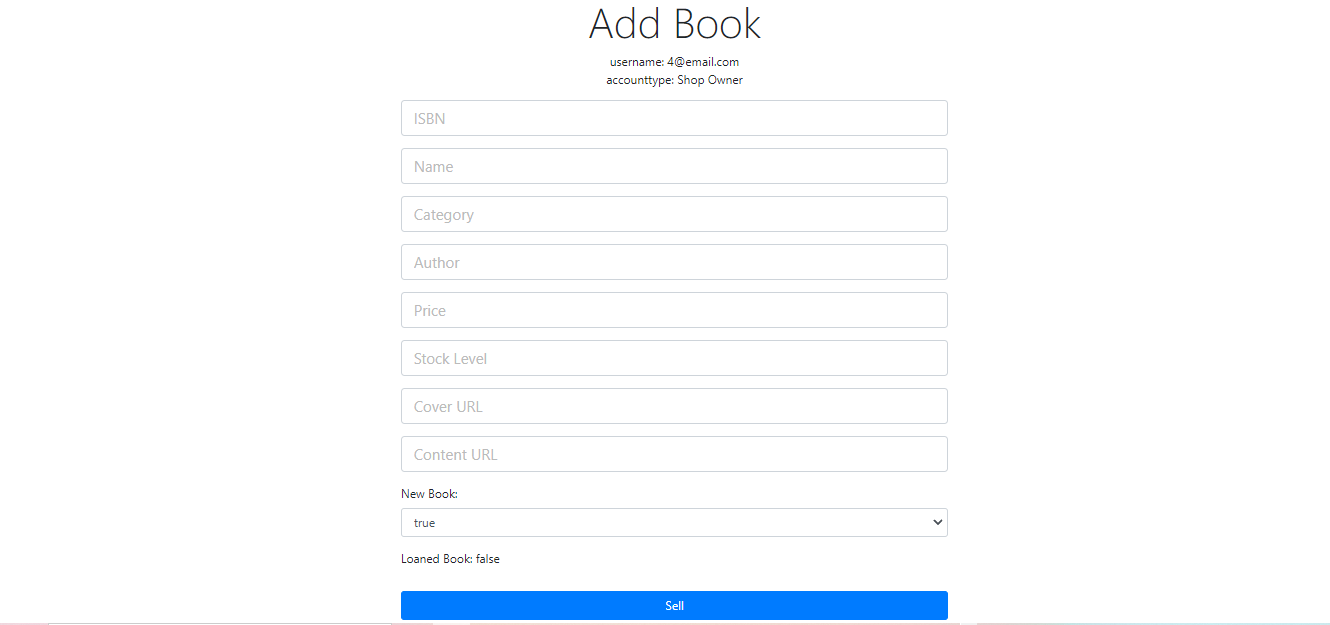 Add Book
username: 4@email.com
accounttype: Shop Owner
ISBN
Name
Category
Author
Price
Stock Level
Cover URL
Content URL
New Book:
true
Loaned Book: false
Sell